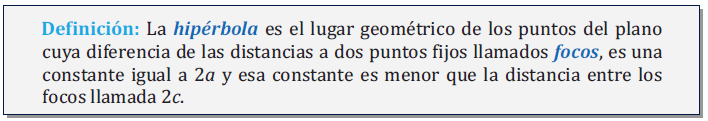 Definición: La hipérbola es el lugar geométrico de los puntos del plano
cuya diferencia de las distancias a dos puntos fijos llamados focos, es una
constante igual a 2a y esa constante es menor que la distancia entre los
focos llamada 2c.